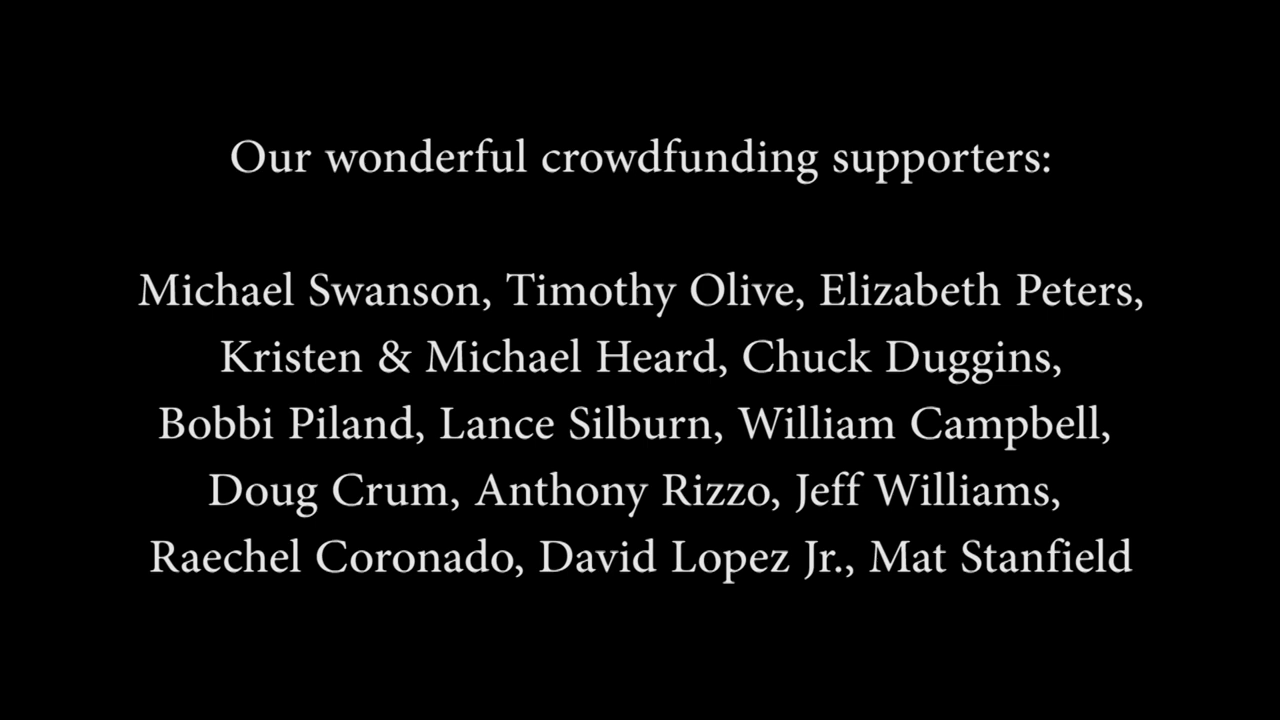 Our wonderful crowdfunding supporters:
Michael Swanson, Timothy Olive, Elizabeth Peters,
Kristen & Michael Heard, Chuck Duggins,
Bobbi Piland, Lance Silburn, William Campbell,
Doug Crum, Anthony Rizzo, Jeff Williams,
Raechel Coronado, David Lopez Jr., Mat Stanfield